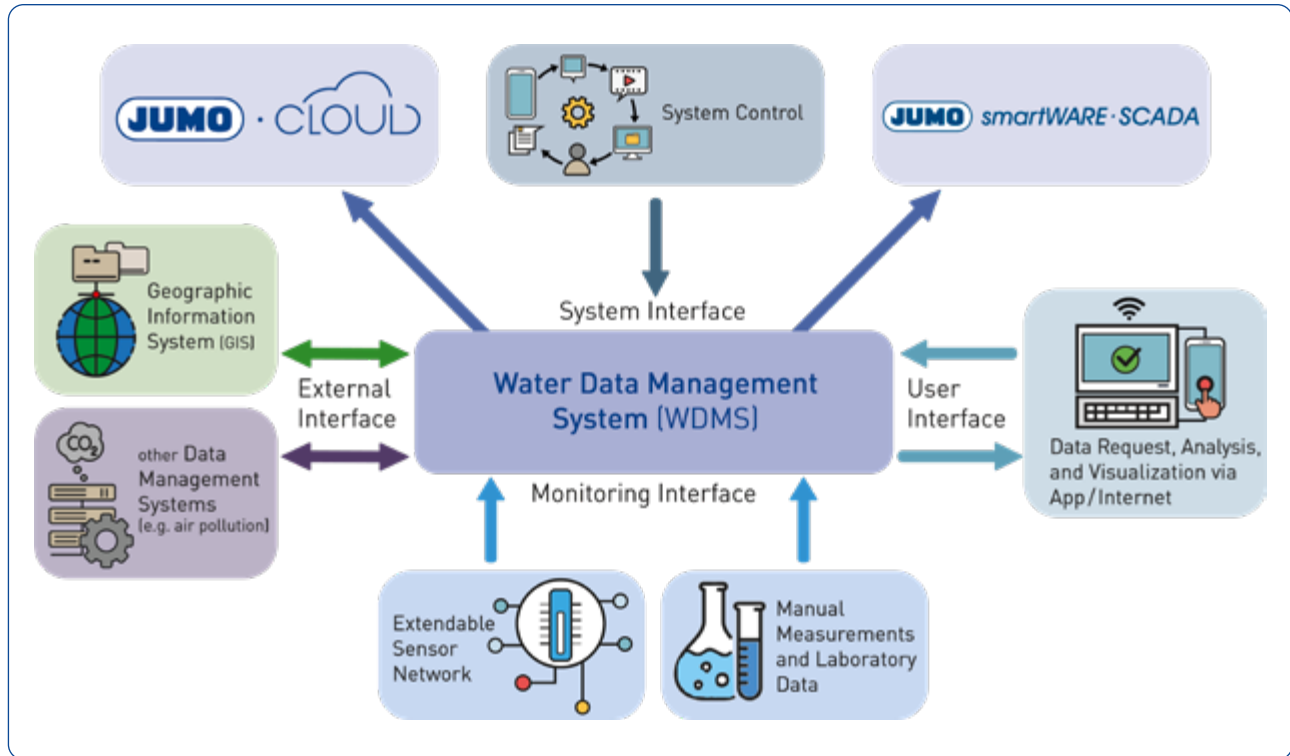 JUMO · CLOUD
System Control
JUMO smartWARE·SCADA
Geographic
Information
System (GIS)
System Interface
External
Interface
Water Data Management
System (WDMS)
User
Interface
CO2
other Data
Management
Systems
(e.g. air pollution)
Data Request, Analysis,
and Visualization via
App/Internet
Monitoring Interface
Extendable
Sensor
Network
Manual
Measurements
and Laboratory
Data